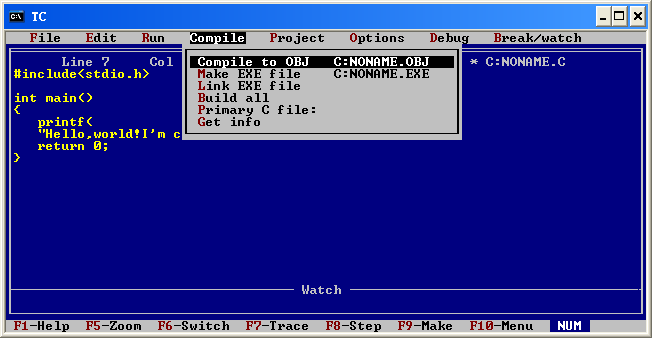 TC
File Edit Run Compile Project Options Debug Break/watch
Line 7 Col * C:NONAME.C
Compile to OBJ C:NONAME.OBJ
Make EXE file C:NONAME.EXE
Link EXE file
Build all
Primary C file:
Get info
#include<stdio.h>
int main()
{
printf(
"Hello,world!I'm c
return 0;
}
Watch
F1-Help F5-Zoom F6-Switch F7-Trace F8-Step F9-Make F10-Menu NUM